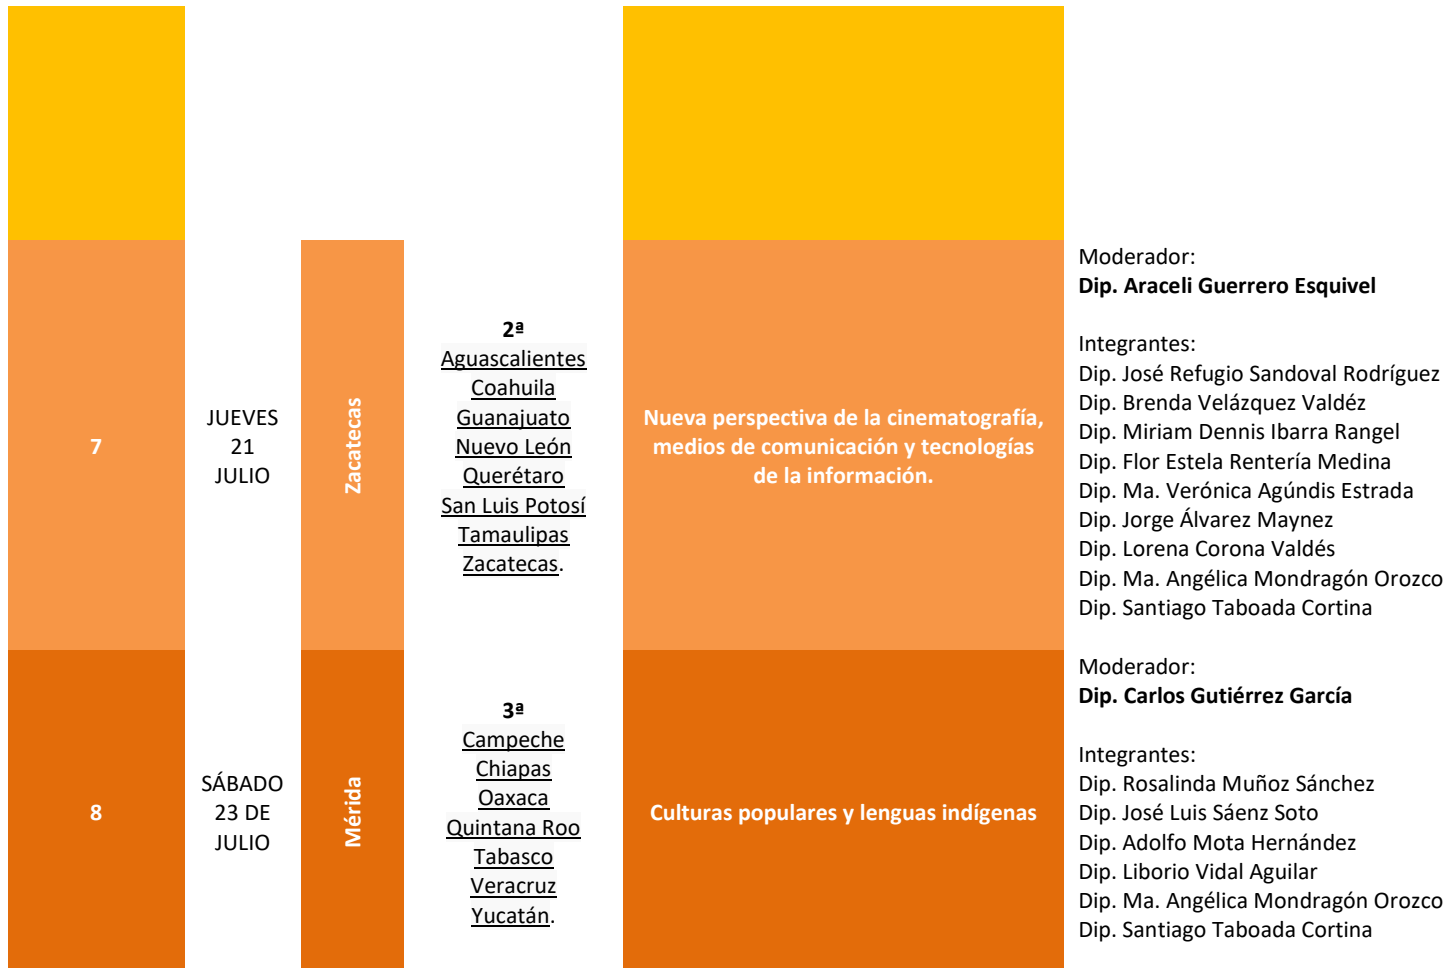 7
JUEVES
21
JULIO
Zacatecas
2ª
Aguascalientes
Coahuila
Guanajuato
Nuevo León
Querétaro
San Luis Potosí
Tamaulipas
Zacatecas.
Nueva perspectiva de la cinematografía,
medios de comunicación y tecnologías
de la información.
Moderador:
Dip. Araceli Guerrero Esquivel
Integrantes:
Dip. José Refugio Sandoval Rodríguez
Dip. Brenda Velázquez Valdéz
Dip. Miriam Dennis Ibarra Rangel
Dip. Flor Estela Rentería Medina
Dip. Ma. Verónica Agúndis Estrada
Dip. Jorge Álvarez Maynez
Dip. Lorena Corona Valdés
Dip. Ma. Angélica Mondragón Orozco
Dip. Santiago Taboada Cortina
8
SÁBADO
23 DE
JULIO
Mérida
3ª
Campeche
Chiapas
Oaxaca
Quintana Roo
Tabasco
Veracruz
Yucatán.
Culturas populares y lenguas indígenas
Moderador:
Dip. Carlos Gutiérrez García
Integrantes:
Dip. Rosalinda Muñoz Sánchez
Dip. José Luis Sáenz Soto
Dip. Adolfo Mota Hernández
Dip. Liborio Vidal Aguilar
Dip. Ma. Angélica Mondragón Orozco
Dip. Santiago Taboada Cortina